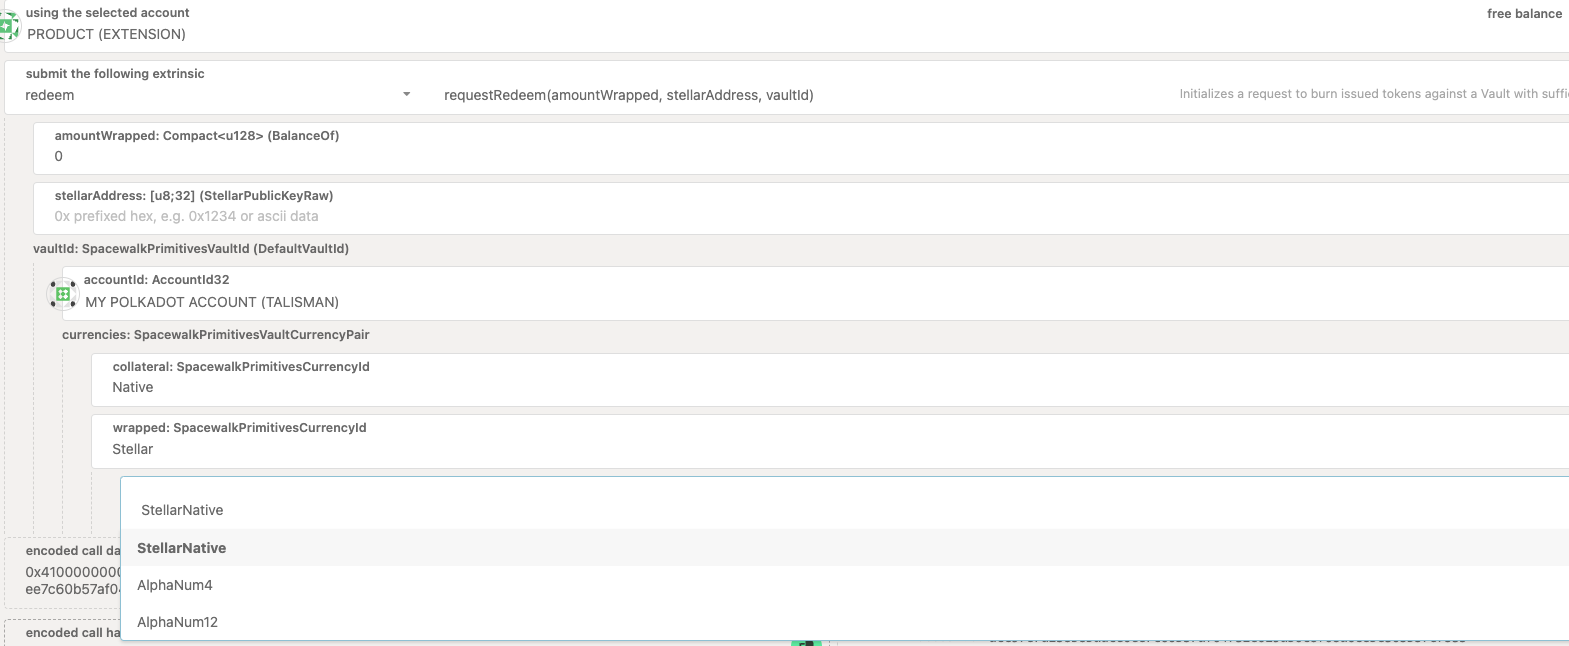 using the selected account
free balance
PRODUCT (EXTENSION)
submit the following extrinsic
redeem
requestRedeem(amountWrapped, stellarAddress, vaultId)
Initializes a request to burn issued tokens against a Vault with
amountWrapped: Compact<u128> (BalanceOf)
0
stellarAddress: [u8;32] (StellarPublicKeyRaw)
0x prefixed hex, e.g. 0x1234 or ascii data
vaultId: SpacewalkPrimitivesVaultId (DefaultVaultId)
accountId: AccountId32
MY POLKADOT ACCOUNT (TALISMAN)
currencies: SpacewalkPrimitivesVaultCurrencyPair
collateral: SpacewalkPrimitivesCurrencyId
Native
wrapped: SpacewalkPrimitivesCurrencyId
Stellar
StellarNative
StellarNative
AlphaNum4
AlphaNum12
encoded call da
0x4100000000
ee7c60b57af0
encoded call ha